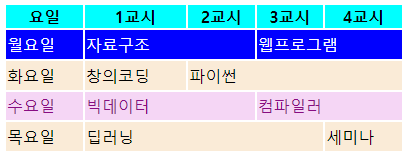 요일 1교시 2교시 3교시 4교시
월요일 자료구조 웹프로그램
화요일 창의코딩 파이썬
수요일 빅데이터 컴파일러
목요일 딥러닝 세미나